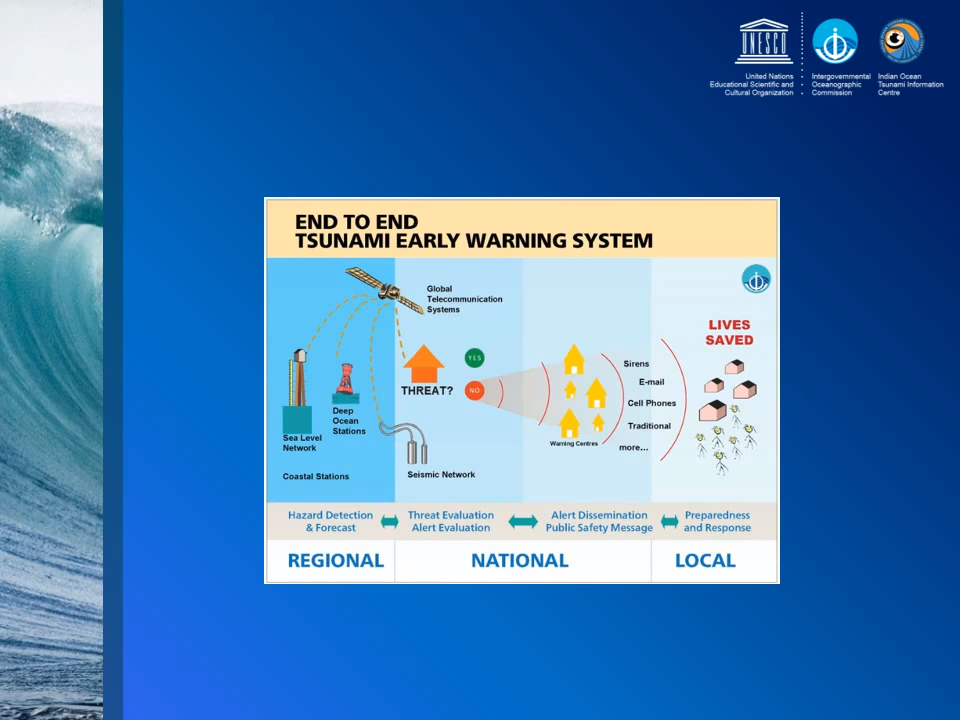 UNESCO
United Nations
Educational Scientific and
Cultural Organization
Intergovernmental
Oceanographic
Commission
Indian Ocean
Tsunami Information
Centre
END TO END
TSUNAMI EARLY WARNING SYSTEM
Global
Telecommunication
Systems
LIVES
SAVED
YES
THREAT?
NO
Sirens
E-mail
Cell Phones
Traditional
more...
Warning Centres
Deep
Ocean
Stations
Sea Level
Network
Coastal Stations
Seismic Network
Hazard Detection
& Forecast
Threat Evaluation
Alert Evaluation
Alert Dissemination
Public Safety Message
Preparedness
and Response
REGIONAL
NATIONAL
LOCAL